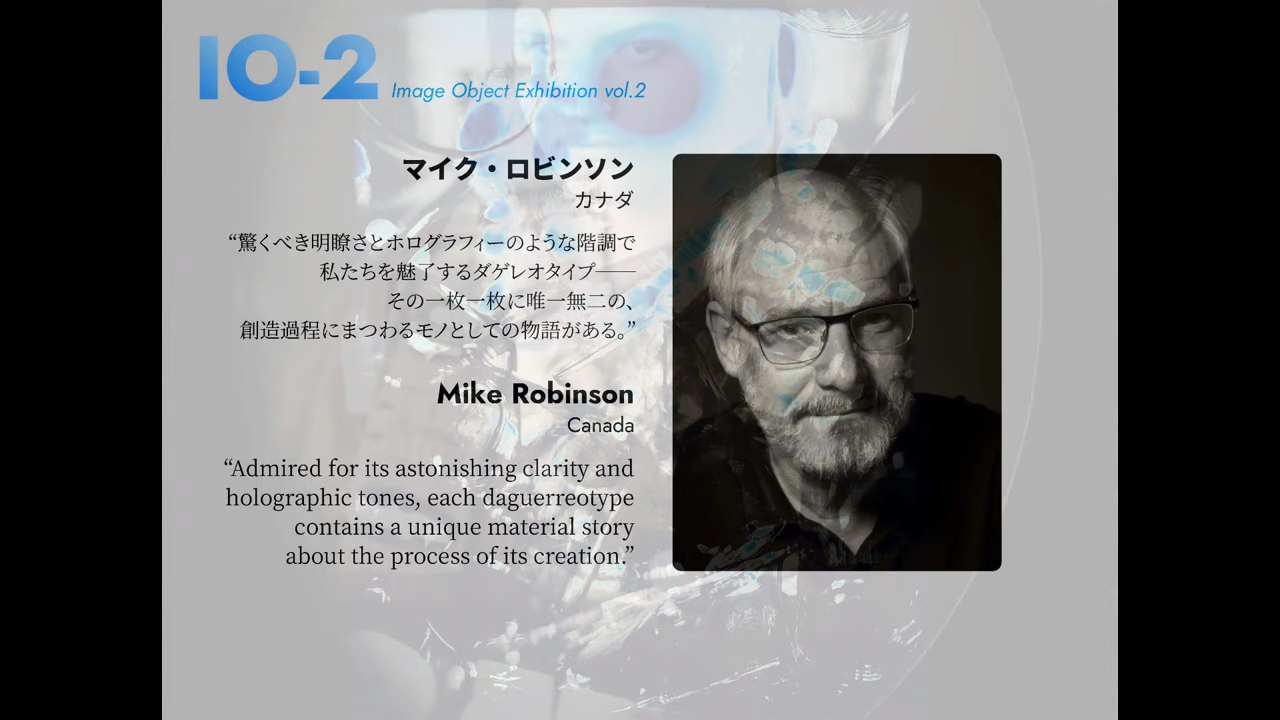 IO-2 Image Object Exhibition vol.2
マイク・ロビンソン
カナダ
“驚くべき明瞭さとホログラフィーのような階調で
私たちを魅了するダゲレオタイプ──
その一枚一枚に唯一無二の、
創造過程にまつわるモノとしての物語がある。”
Mike Robinson
Canada
“Admired for its astonishing clarity and
holographic tones, each daguerreotype
contains a unique material story
about the process of its creation.”